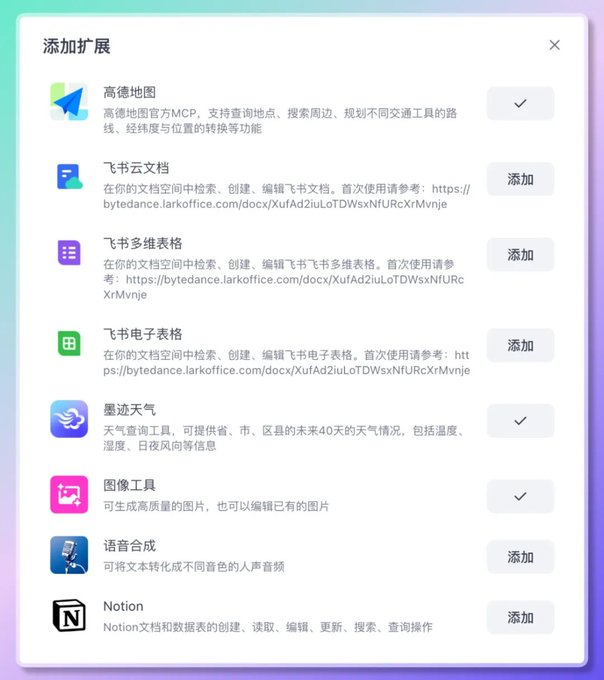 添加扩展
高德地图
高德地图官方MCP，支持查询地点、搜索周边、规划不同交通工具的路
线、经纬度与位置的转换等功能
飞书云文档
在你的文档空间中检索、创建、编辑飞书文档。首次使用请参考：https://
bytedance.larkoffice.com/docx/XufAd2iuLoTDWsxNfURcXrMvnje
添加
飞书多维表格
在你的文档空间中检索、创建、编辑飞书飞书多维表格。首次使用请参
考：https://bytedance.larkoffice.com/docx/XufAd2iuLoTDWsxNfURc
XrMvnje
添加
飞书电子表格
在你的文档空间中检索、创建、编辑飞书电子表格。首次使用请参考：htt
ps://bytedance.larkoffice.com/docx/XufAd2iuLoTDWsxNfURcXrMvnje
添加
墨迹天气
天气查询工具，可提供省、市、区县的未来40天的天气情况，包括温度、
湿度、日夜风向等信息
图像工具
可生成高质量的图片，也可以编辑已有的图片
语音合成
可将文本转化成不同音色的人声音频
添加
Notion
Notion文档和数据表的创建、读取、编辑、更新、搜索、查询操作
添加